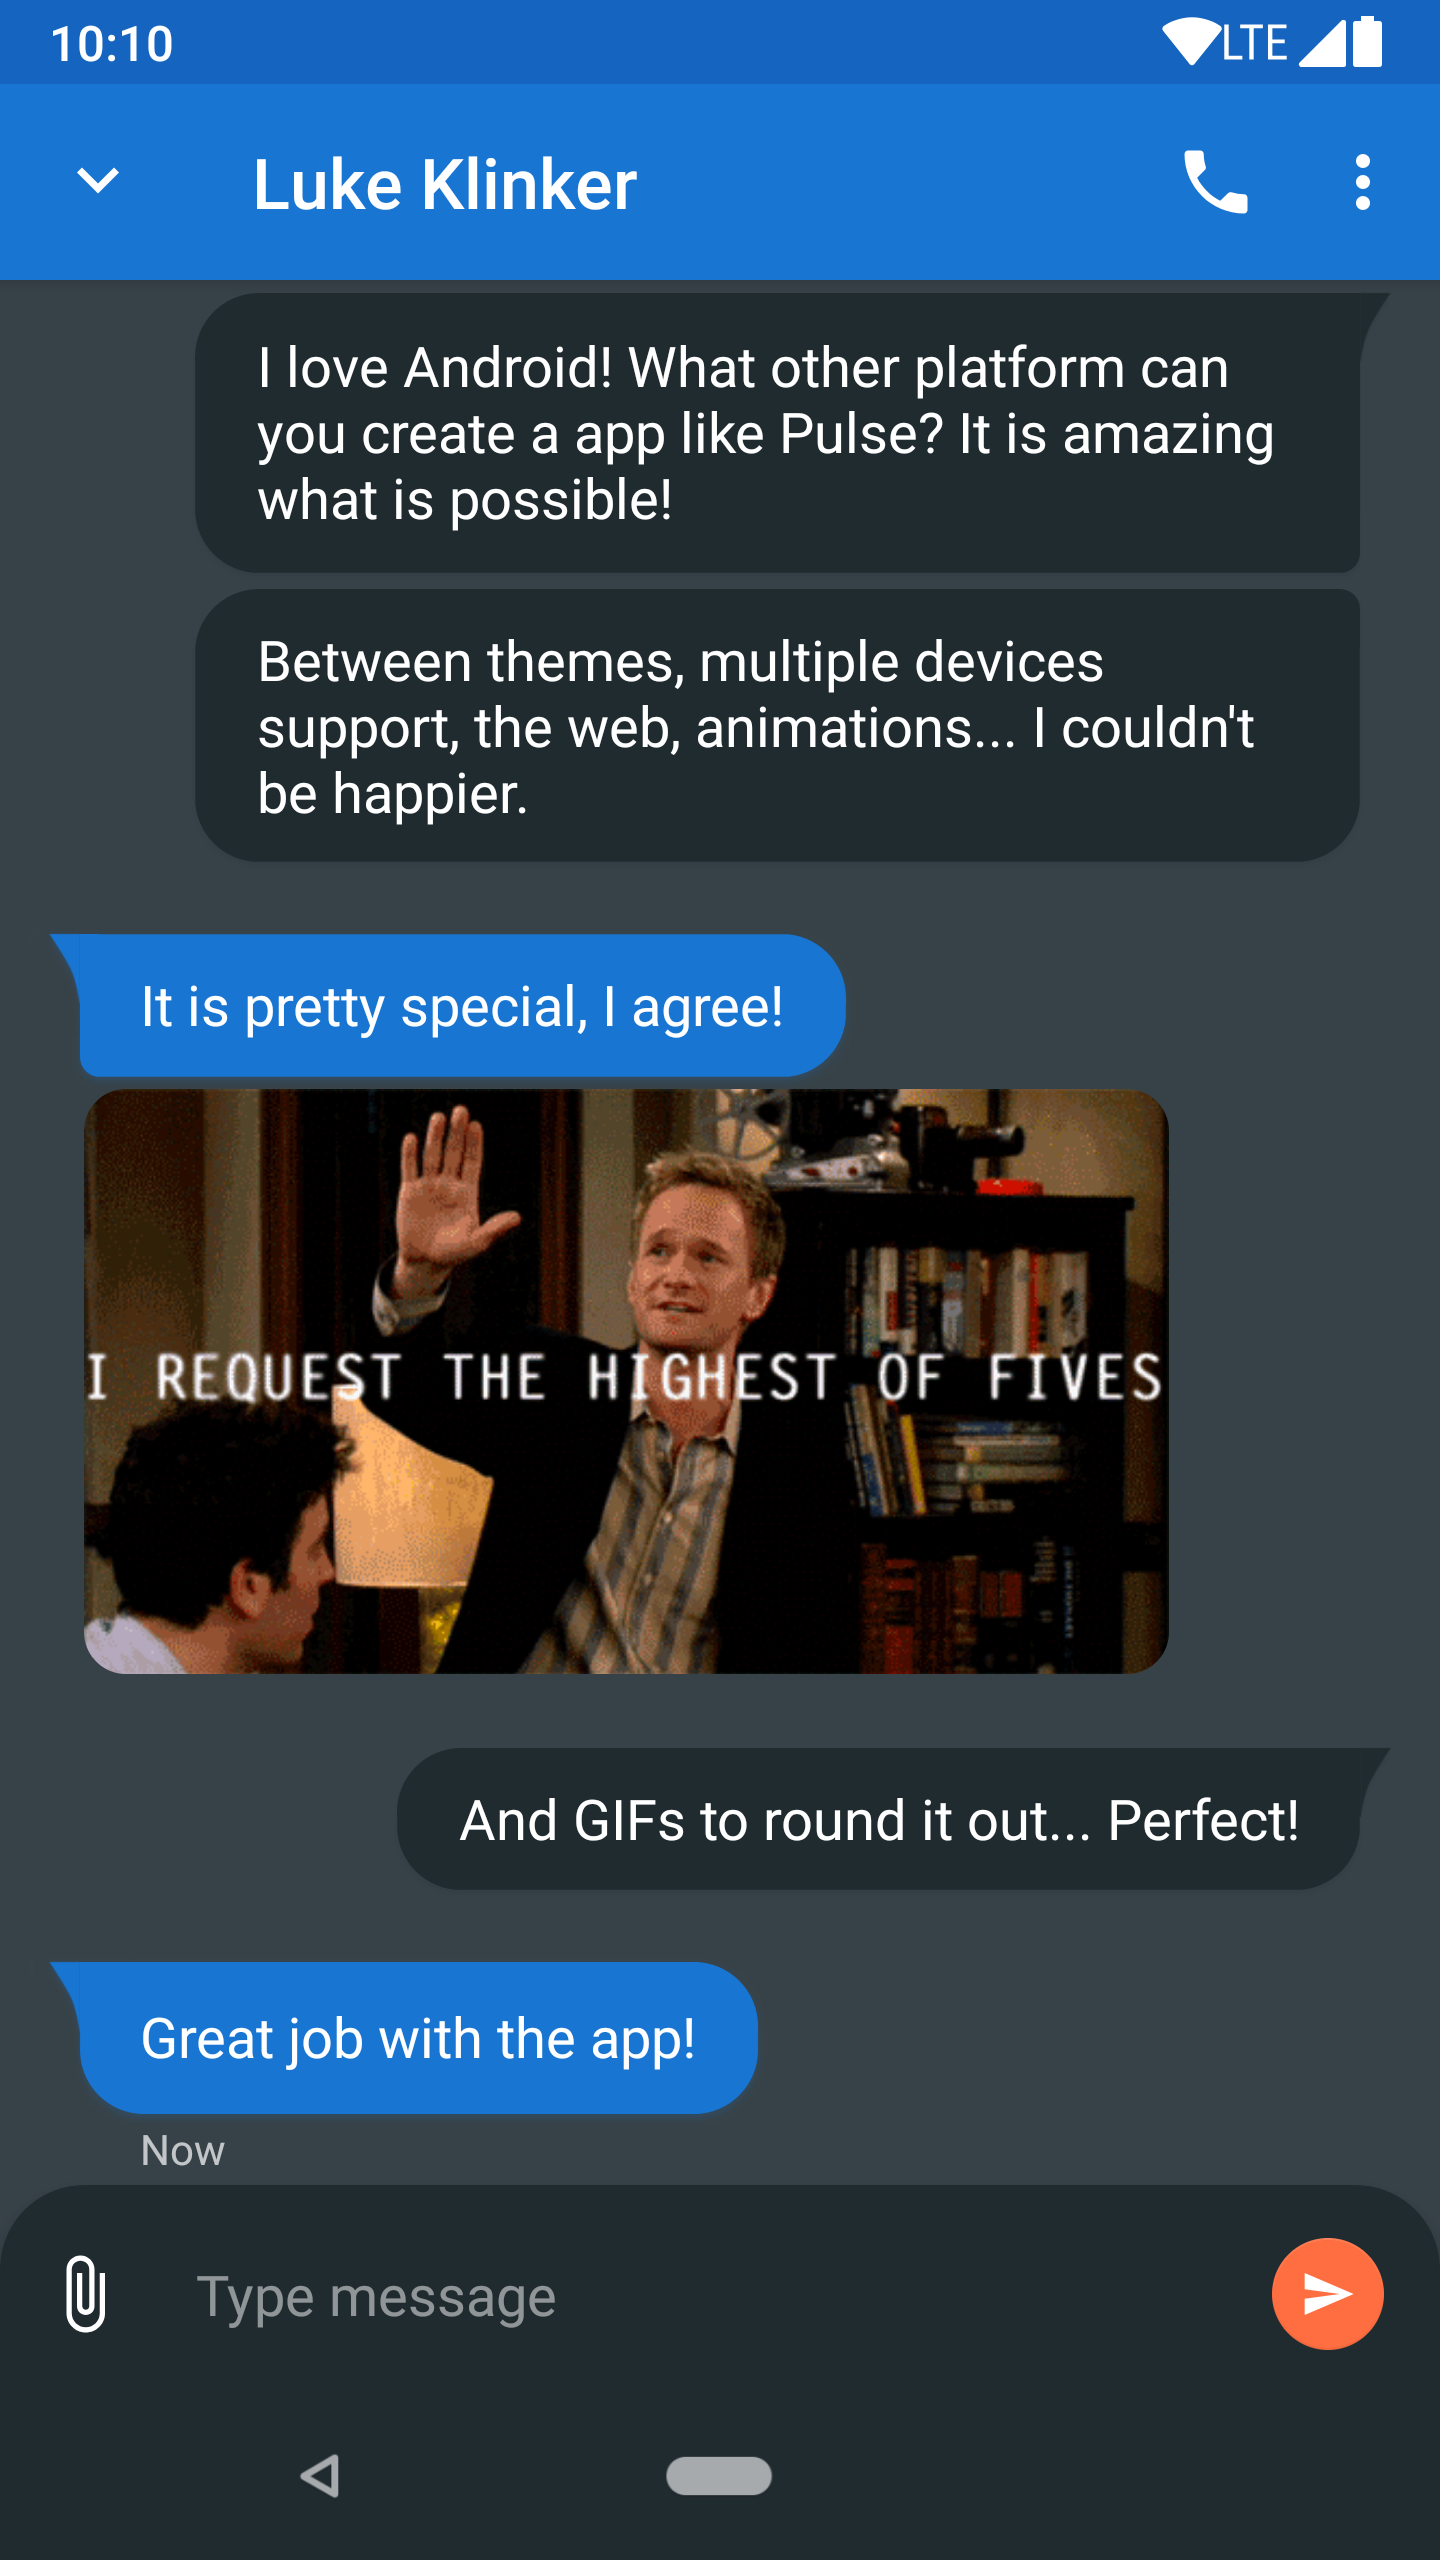 10:10
LTE
Luke Klinker
I love Android! What other platform can
you create a app like Pulse? It is amazing
what is possible!
Between themes, multiple devices
support, the web, animations... I couldn't
be happier.
It is pretty special, I agree!
I REQUEST THE HIGHEST OF FIVES
And GIFs to round it out... Perfect!
Great job with the app!
Now
Type message